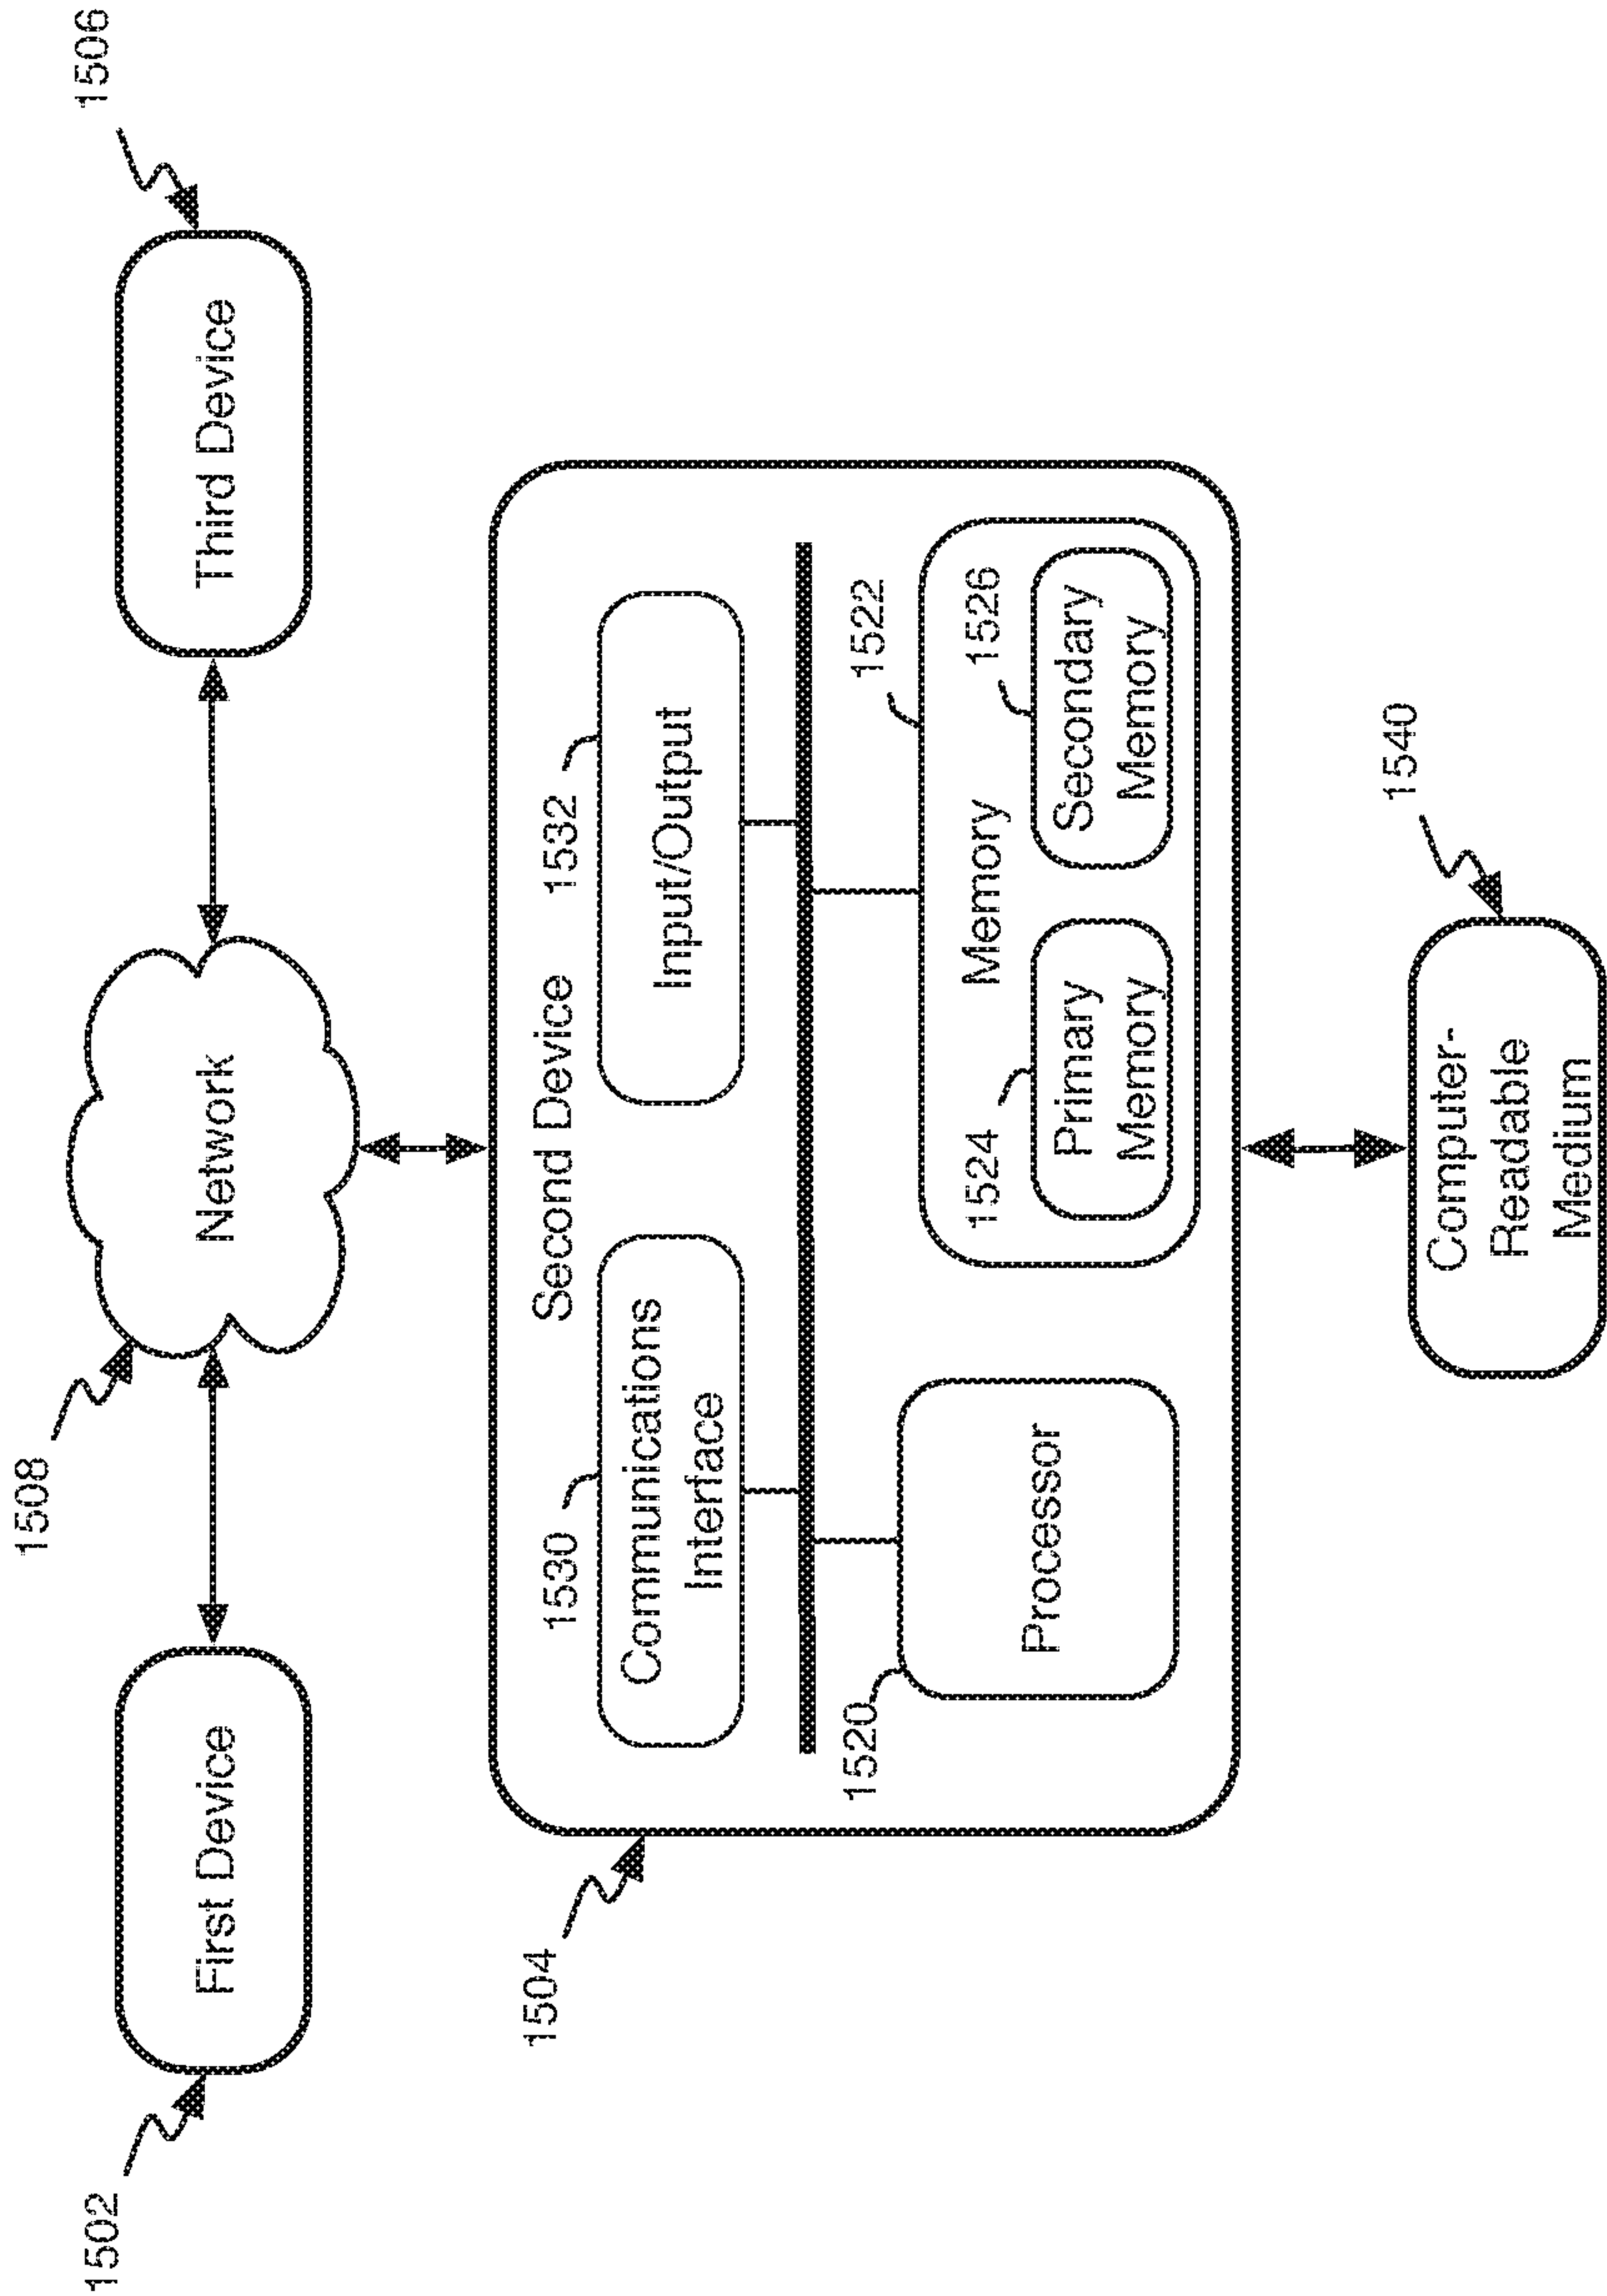 1502
First Device
1508
Network
Third Device
1506
1504
Second Device
1530
Communications
Interface
1532
Input/Output
1520
Processor
1522
Memory
1524
Primary
Memory
1526
Secondary
Memory
1540
Computer-
Readable
Medium